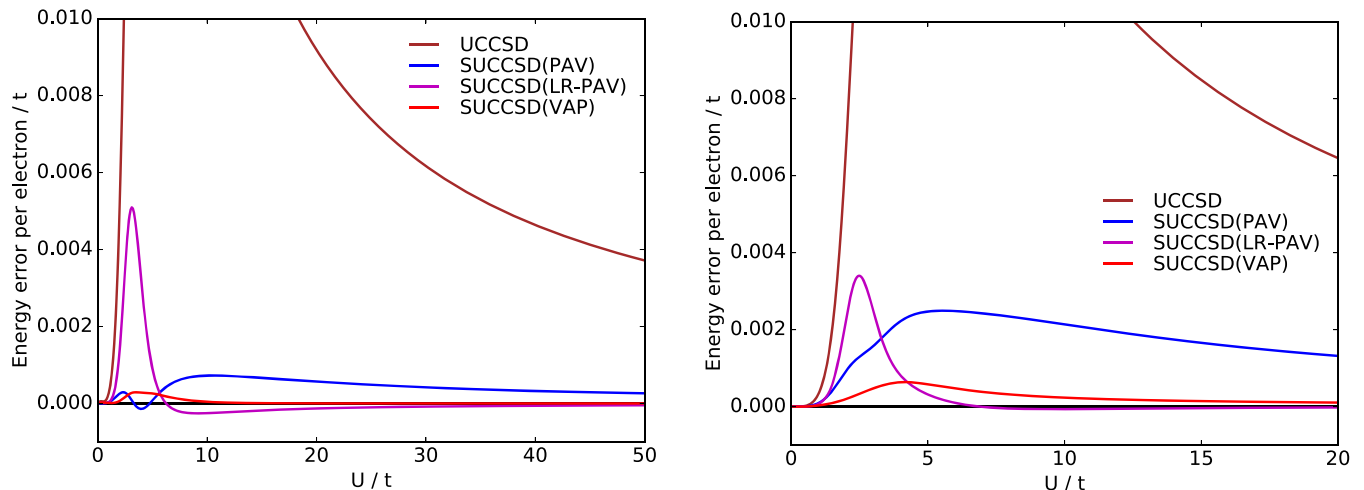 Energy error per electron / t
0.010
0.008
0.006
0.004
0.002
0.000
UCCSD
SUCCSD(PAV)
SUCCSD(LR-PAV)
SUCCSD(VAP)
0 10 20 30 40 50
U / t
Energy error per electron / t
0.010
0.008
0.006
0.004
0.002
0.000
UCCSD
SUCCSD(PAV)
SUCCSD(LR-PAV)
SUCCSD(VAP)
0 5 10 15 20
U / t